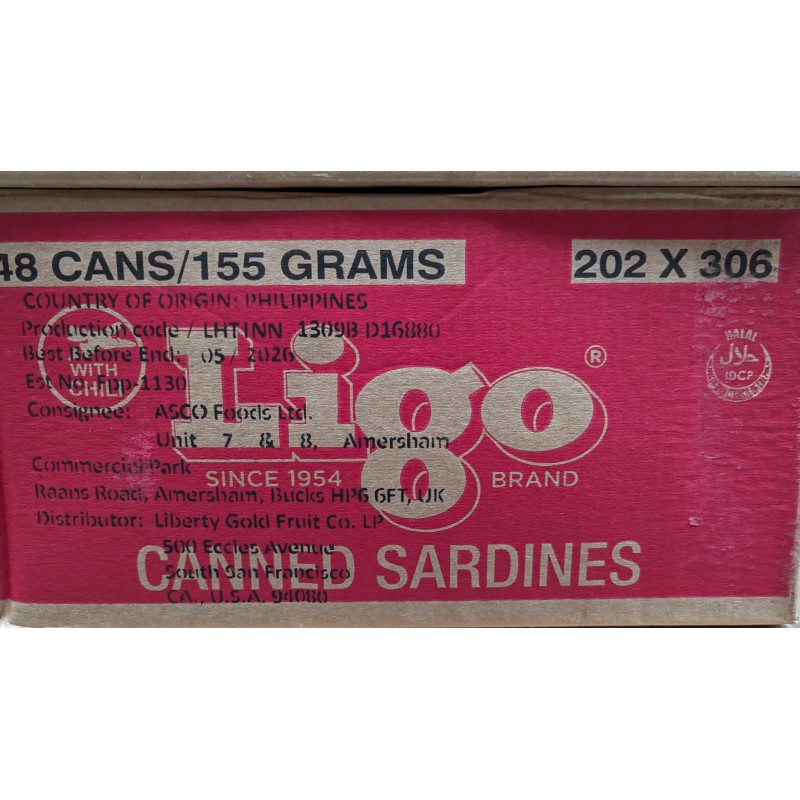 48 CANS/155 GRAMS
202 X 306
COUNTRY OF ORIGIN: PHILIPPINES
Production code / LHTINN 1309B D16880
Best Before End: 05/2026
Est No. Fpp-1130
WITH
CHILI
Ligo®
حلال
HALAL
IDCP
Consignee: ASCO Foods Ltd.
Unit 7 & 8, Amersham
Commercial Park
SINCE 1954
BRAND
Raans Road, Amersham, Bucks HP6 6FT, UK
Distributor: Liberty Gold Fruit Co. LP
500 Eccles Avenue
South San Francisco
CA., U.S.A. 94080
CANNED SARDINES